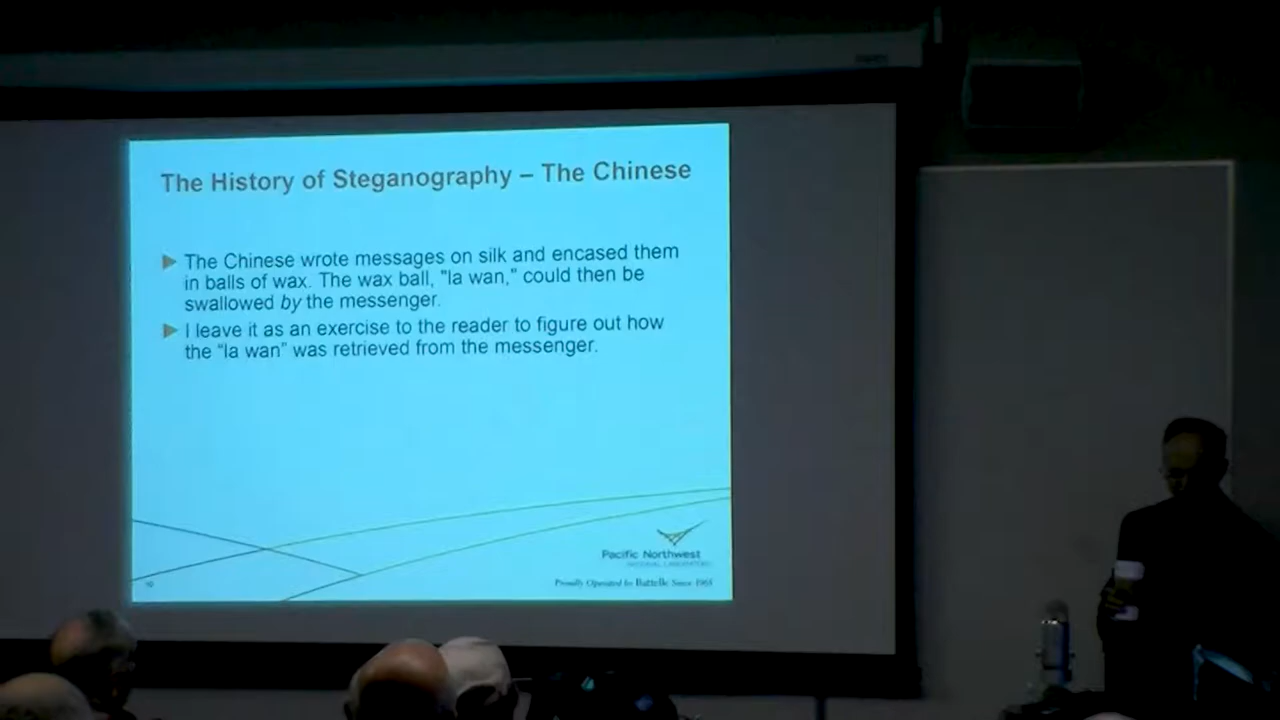 The History of Steganography – The Chinese
The Chinese wrote messages on silk and encased them
in balls of wax. The wax ball, "la wan," could then be
swallowed by the messenger.
I leave it as an exercise to the reader to figure out how
the “la wan” was retrieved from the messenger.
Pacific Northwest
NATIONAL LABORATORY
Proudly Operated by Battelle Since 1965